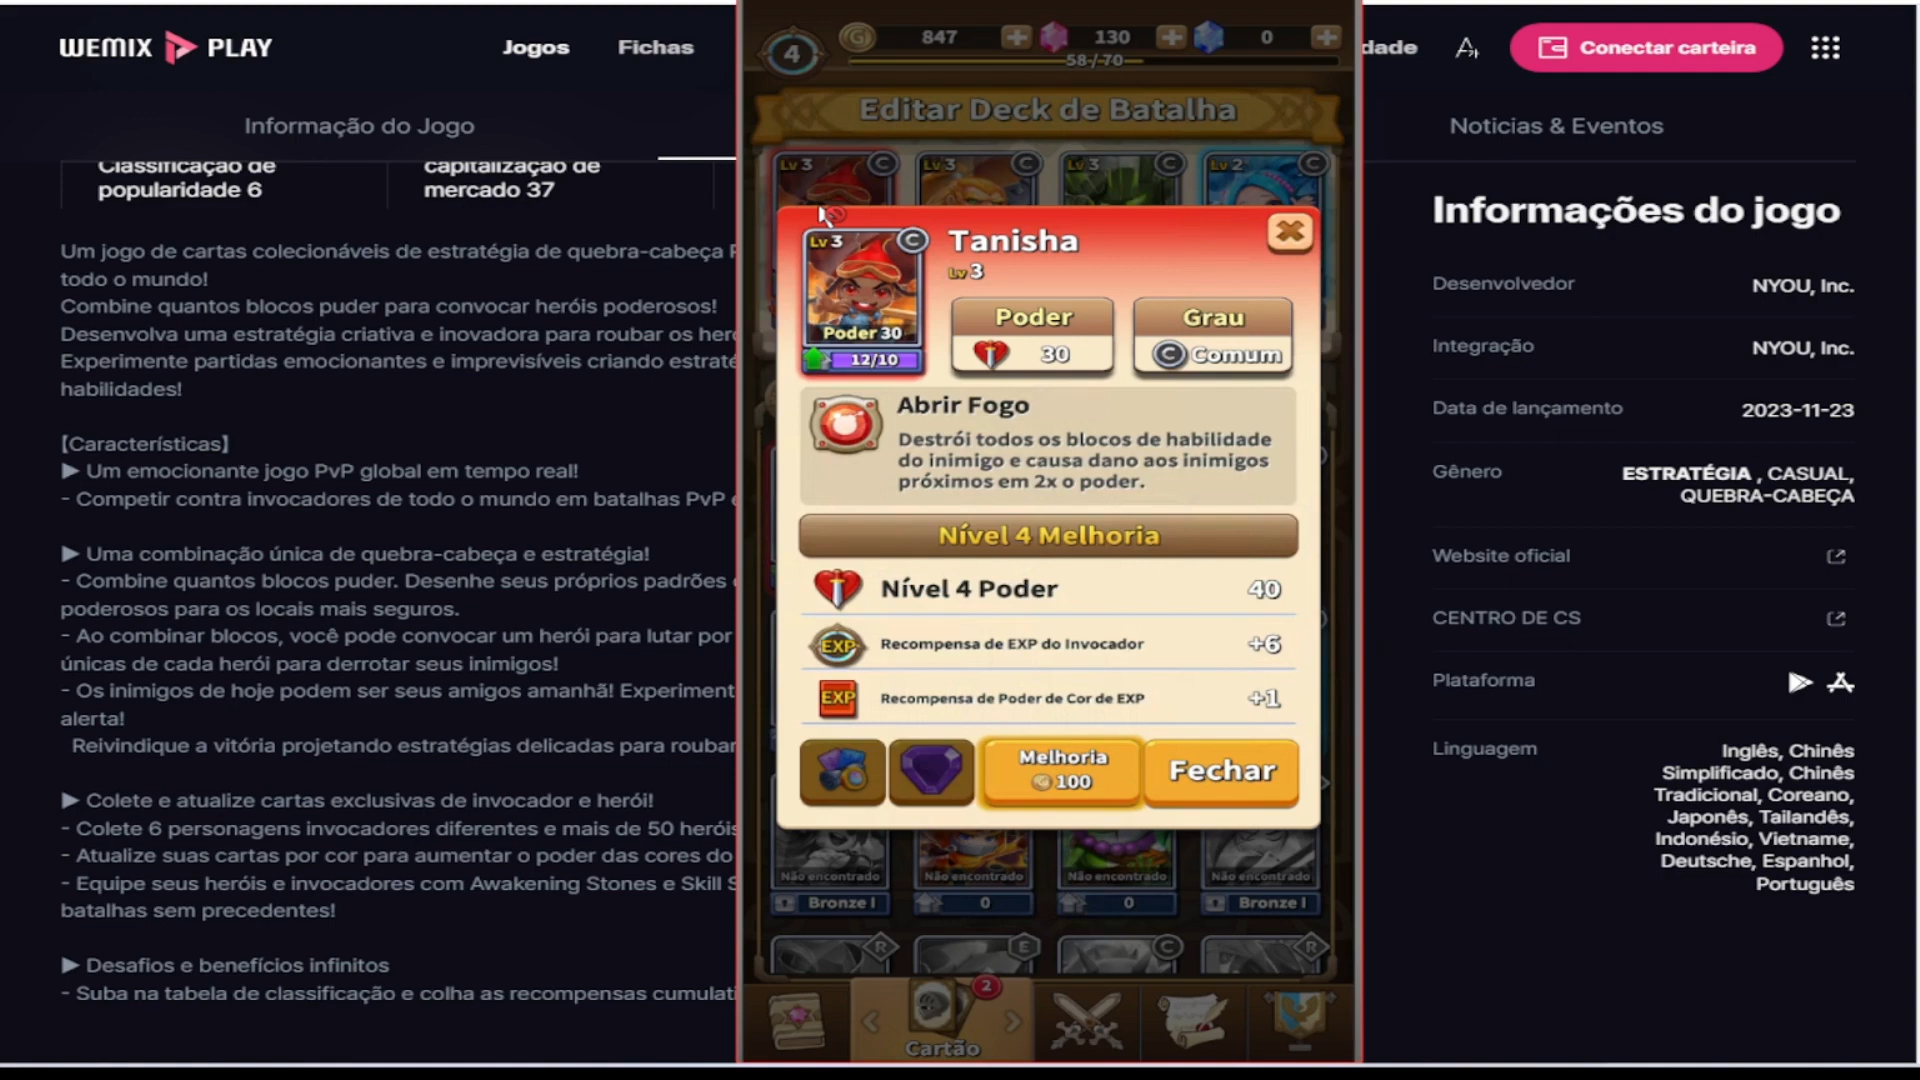 WEMIX PLAY
Jogos
Fichas
dade
Conectar carteira
Informação do Jogo
Noticias & Eventos
Classificação de
popularidade 6
capitalização de
mercado 37
Um jogo de cartas colecionáveis de estratégia de quebra-cabeça
todo o mundo!
Combine quantos blocos puder para convocar heróis poderosos!
Desenvolva uma estratégia criativa e inovadora para roubar os
Experimente partidas emocionantes e imprevisíveis criando
habilidades!
【Características】
▶ Um emocionante jogo PvP global em tempo real!
- Competir contra invocadores de todo o mundo em batalhas PvP
▶ Uma combinação única de quebra-cabeça e estratégia!
- Combine quantos blocos puder. Desenhe seus próprios padrões
poderosos para os locais mais seguros.
- Ao combinar blocos, você pode convocar um herói para lutar por
únicas de cada herói para derrotar seus inimigos!
- Os inimigos de hoje podem ser seus amigos amanhã! Experiment
alerta!
Reivindique a vitória projetando estratégias delicadas para roubar
▶ Colete e atualize cartas exclusivas de invocador e herói!
- Colete 6 personagens invocadores diferentes e mais de 50 heróis
- Atualize suas cartas por cor para aumentar o poder das cores do
- Equipe seus heróis e invocadores com Awakening Stones e Skill S
batalhas sem precedentes!
▶ Desafios e benefícios infinitos
- Suba na tabela de classificação e colha as recompensas cumulati
4
G
847
130
0
58/70
Editar Deck de Batalha
Lv 3
C
Lv 3
C
Lv 3
C
Lv 2
C
Lv 3
C
Poder 30
12/10
Tanisha
Lv 3
Poder
30
Grau
C Comum
Abrir Fogo
Destrói todos os blocos de habilidade
do inimigo e causa dano aos inimigos
próximos em 2x o poder.
Nível 4 Melhoria
Nível 4 Poder
40
EXP
Recompensa de EXP do Invocador
+6
EXP
Recompensa de Poder de Cor de EXP
+1
Melhoria
100
Fechar
Não encontrado
Não encontrado
Não encontrado
Não encontrado
Bronze I
0
0
Bronze I
R
E
C
R
2
Cartão
Informações do jogo
Desenvolvedor
NYOU, Inc.
Integração
NYOU, Inc.
Data de lançamento
2023-11-23
Gênero
ESTRATÉGIA , CASUAL,
QUEBRA-CABEÇA
Website oficial
CENTRO DE CS
Plataforma
Linguagem
Inglês, Chinês
Simplificado, Chinês
Tradicional, Coreano,
Japonês, Tailandês,
Indonésio, Vietname,
Deutsche, Espanhol,
Português